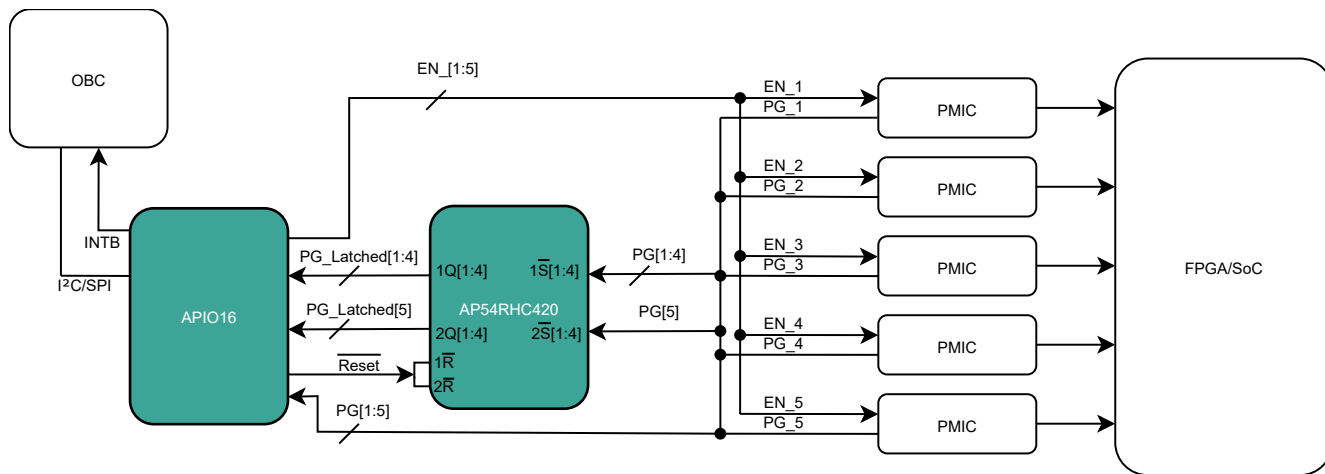 OBC
EN_[1:5]
EN_1
PG_1
PMIC
EN_2
PG_2
PMIC
INTB
I²C/SPI
APIO16
PG_Latched[1:4]
1Q[1:4]
1S̅[1:4]
PG[1:4]
EN_3
PG_3
PMIC
FPGA/SoC
AP54RHC420
PG_Latched[5]
2Q[1:4]
2S̅[1:4]
PG[5]
EN_4
PG_4
PMIC
R̅e̅s̅e̅t̅
1R̅
2R̅
PG[1:5]
EN_5
PG_5
PMIC